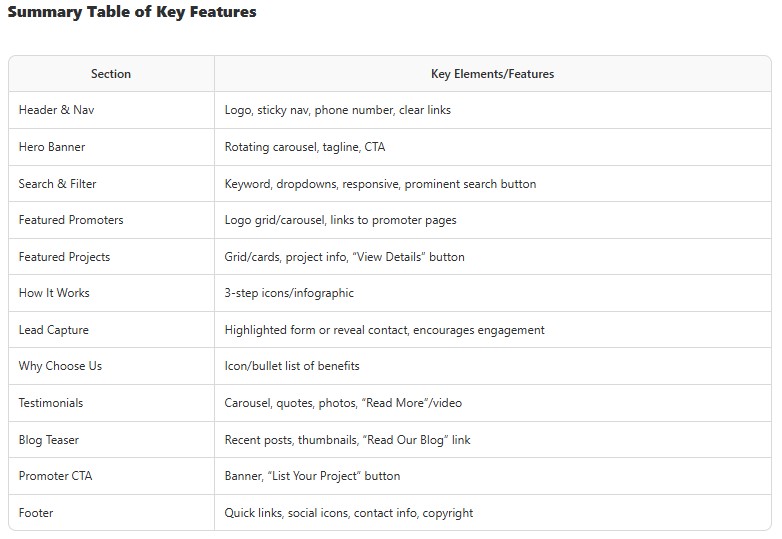 Summary Table of Key Features
Section Key Elements/Features
Header & Nav Logo, sticky nav, phone number, clear links
Hero Banner Rotating carousel, tagline, CTA
Search & Filter Keyword, dropdowns, responsive, prominent search button
Featured Promoters Logo grid/carousel, links to promoter pages
Featured Projects Grid/cards, project info, “View Details” button
How It Works 3-step icons/infographic
Lead Capture Highlighted form or reveal contact, encourages engagement
Why Choose Us Icon/bullet list of benefits
Testimonials Carousel, quotes, photos, “Read More”/video
Blog Teaser Recent posts, thumbnails, “Read Our Blog” link
Promoter CTA Banner, “List Your Project” button
Footer Quick links, social icons, contact info, copyright